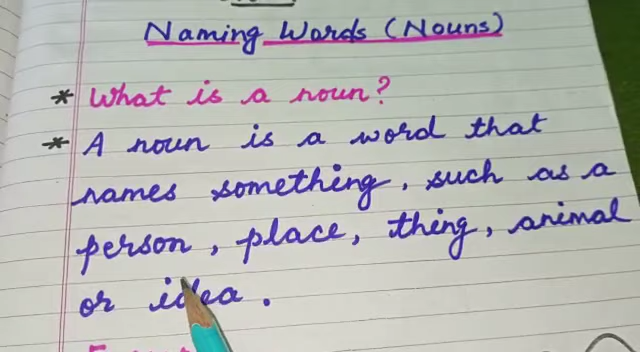 Naming Words (Nouns)
* What is a noun?
* A noun is a word that
names something, such as a
person, place, thing, animal
or idea.